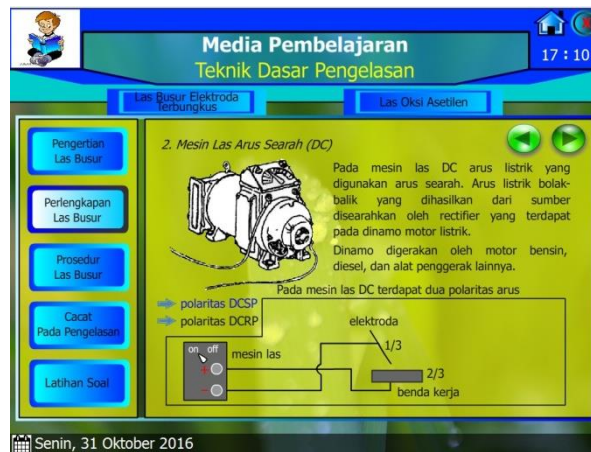 Media Pembelajaran
Teknik Dasar Pengelasan
17 : 10
Las Busur Elektroda
Terbungkus
Las Oksi Asetilen
Pengertian
Las Busur
Perlengkapan
Las Busur
Prosedur
Las Busur
Cacat
Pada Pengelasan
Latihan Soal
2. Mesin Las Arus Searah (DC)
Pada mesin las DC arus listrik yang
digunakan arus searah. Arus listrik bolak-
balik yang dihasilkan dari sumber
disearahkan oleh rectifier yang terdapat
pada dinamo motor listrik.
Dinamo digerakan oleh motor bensin,
diesel, dan alat penggerak lainnya.
Pada mesin las DC terdapat dua polaritas arus
polaritas DCSP
polaritas DCRP
elektroda
1/3
on off
mesin las
+
-
2/3
benda kerja
Senin, 31 Oktober 2016